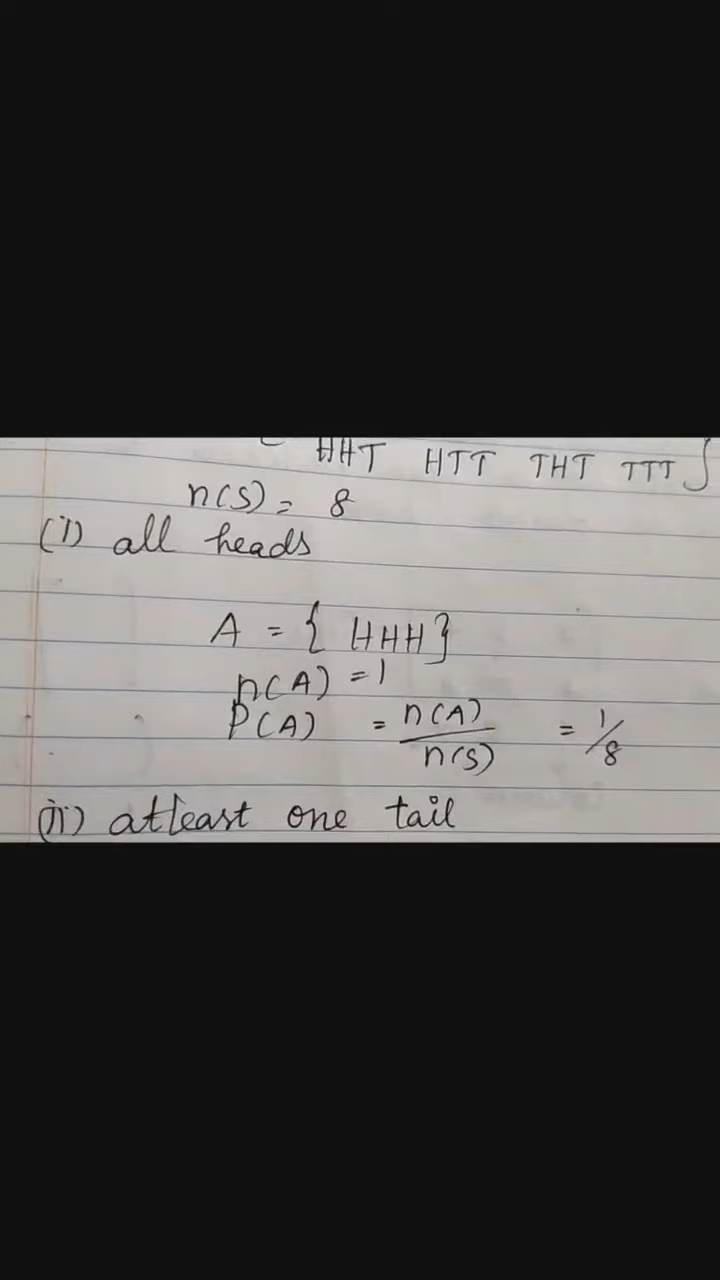 HHT HTT THT TTT }
n(S) = 8
(i) all heads
A = { HHH}
n(A) = 1
P(A) = n(A)/n(S) = 1/8
(ii) atleast one tail